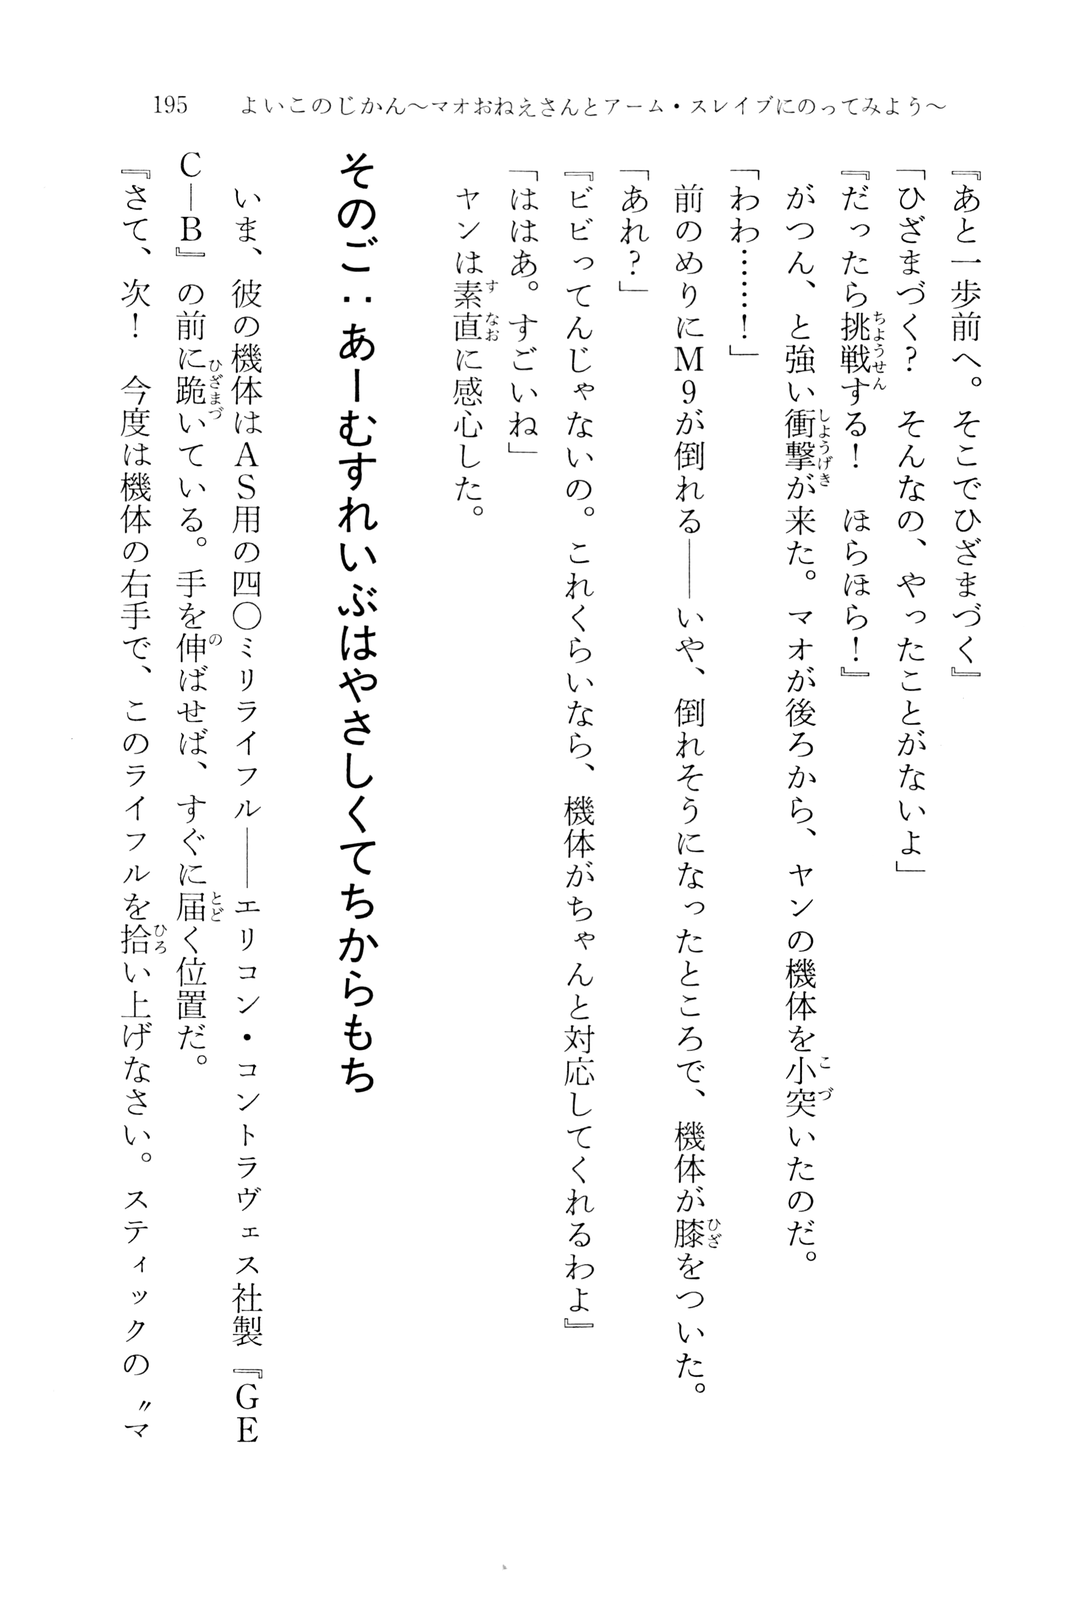 195　よいこのじかん～マオおねえさんとアーム・スレイブにのってみよう～
『あと一歩前へ。そこでひざまづく』
「ひざまづく？　そんなの、やったことがないよ」
『だったら挑戦する！　ほらほら！』
がつん、と強い衝撃が来た。マオが後ろから、ヤンの機体を小突いたのだ。
「わわ……！」
前のめりにM9が倒れる――いや、倒れそうになったところで、機体が膝をついた。
「あれ？」
『ビビってんじゃないの。これくらいなら、機体がちゃんと対応してくれるわよ』
「ははあ。すごいね」
ヤンは素直に感心した。
そのご：あーむすれいぶはやさしくてちからもち
いま、彼の機体はAS用の四〇ミリライフル――エリコン・コントラヴェス社製『GE
C―B』の前に跪いている。手を伸ばせば、すぐに届く位置だ。
『さて、次！　今度は機体の右手で、このライフルを拾い上げなさい。スティックの〝マ